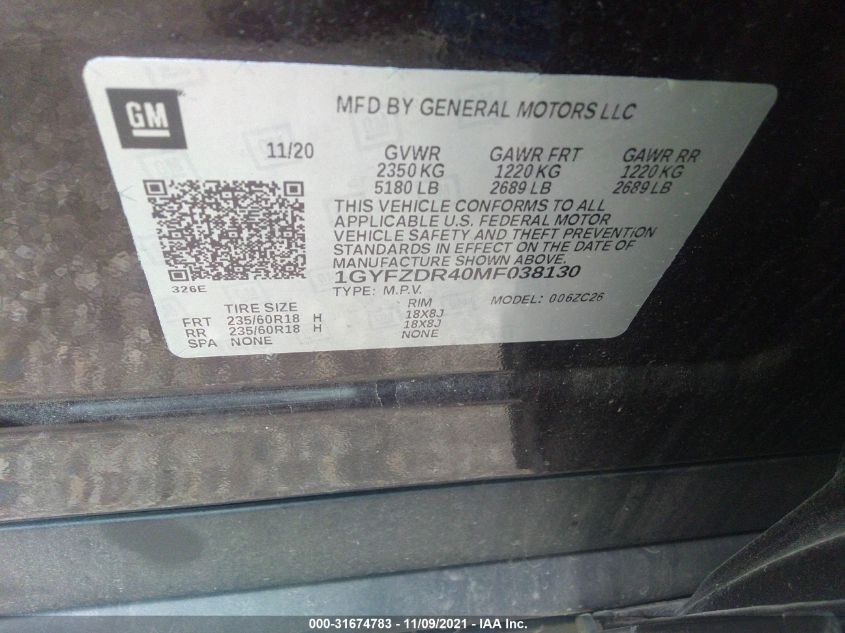 GM
MFD BY GENERAL MOTORS LLC
11/20 GVWR GAWR FRT GAWR RR
2350 KG 1220 KG 1220 KG
5180 LB 2689 LB 2689 LB
THIS VEHICLE CONFORMS TO ALL
APPLICABLE U.S. FEDERAL MOTOR
VEHICLE SAFETY AND THEFT PREVENTION
STANDARDS IN EFFECT ON THE DATE OF
MANUFACTURE SHOWN ABOVE.
1GYFZDR40MF038130
326E
TYPE: M.P.V. MODEL: 006ZC26
TIRE SIZE RIM
FRT 235/60R18 H 18X8J
RR 235/60R18 H 18X8J
SPA NONE NONE
000-31674783 - 11/09/2021 - IAA Inc.